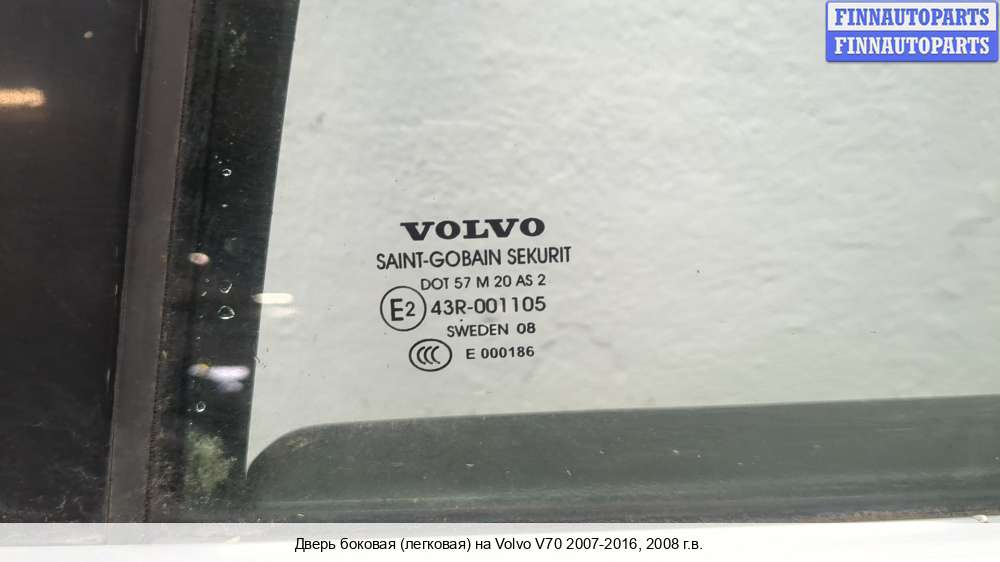 FINNAUTOPARTS
FINNAUTOPARTS
VOLVO
SAINT-GOBAIN SEKURIT
DOT 57 M 20 AS 2
E2 43R-001105
SWEDEN 08
CCC E 000186
Дверь боковая (легковая) на Volvo V70 2007-2016, 2008 г.в.